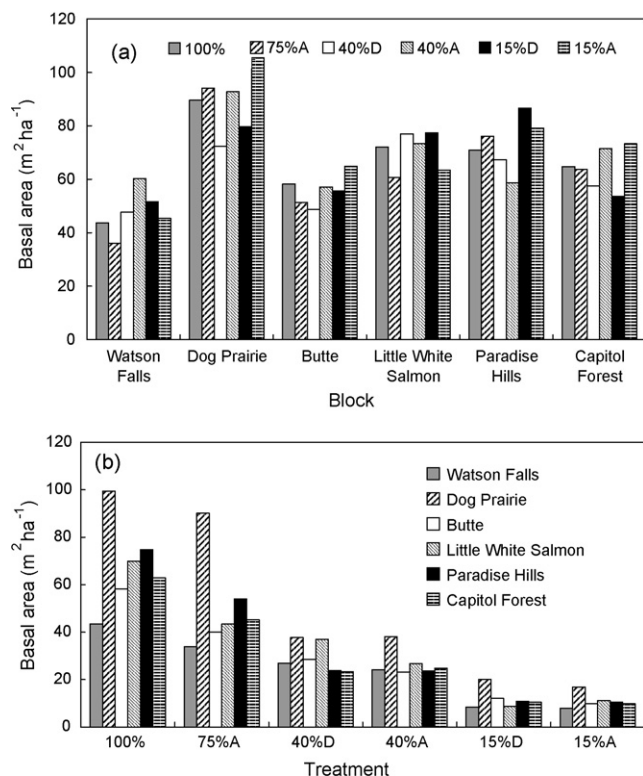 (a)
100% 75%A 40%D 40%A 15%D 15%A
Basal area (m² ha⁻¹)
120
100
80
60
40
20
0
Watson Falls
Dog Prairie
Butte
Little White Salmon
Paradise Hills
Capitol Forest
Block
(b)
Watson Falls
Dog Prairie
Butte
Little White Salmon
Paradise Hills
Capitol Forest
Basal area (m² ha⁻¹)
120
100
80
60
40
20
0
100% 75%A 40%D 40%A 15%D 15%A
Treatment